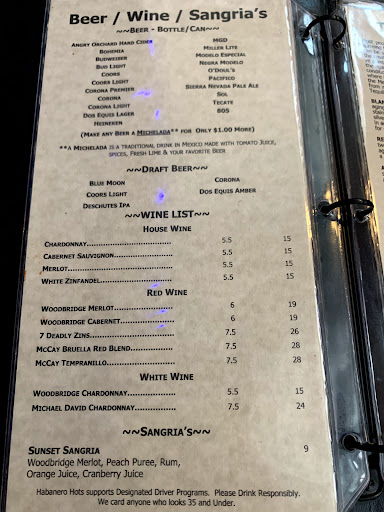 Beer / Wine / Sangria's
~~Beer - Bottle/Can~~
Angry Orchard Hard Cider MGD
Bohemia Miller Lite
Budweiser Modelo Especial
Bud Light Negra Modelo
Coors O'Doul's
Coors Light Pacifico
Corona Premier Sierra Nevada Pale Ale
Corona Sol
Corona Light Tecate
Dos Equis Lager 805
Heineken
(Make any Beer a Michelada** for Only $1.00 More)
**A Michelada is a traditional drink in Mexico made with tomato Juice,
spices, Fresh Lime & your favorite Beer
~~Draft Beer~~
Blue Moon Corona
Coors Light Dos Equis Amber
Deschutes Ipa
~~WINE LIST~~
House Wine
Chardonnay 5.5 15
Cabernet Sauvignon 5.5 15
Merlot 5.5 15
White Zinfandel 5.5 15
Red Wine
Woodbridge Merlot 6 19
Woodbridge Cabernet 6 19
7 Deadly Zins 7.5 26
McCay Bruella Red Blend 7.5 28
McCay Tempranillo 7.5 28
White Wine
Woodbridge Chardonnay 5.5 15
Michael David Chardonnay 7.5 24
~~Sangria's~~
Sunset Sangria 9
Woodbridge Merlot, Peach Puree, Rum,
Orange Juice, Cranberry Juice
Habanero Hots supports Designated Driver Programs. Please Drink Responsibly.
We card anyone who looks 35 and Under.